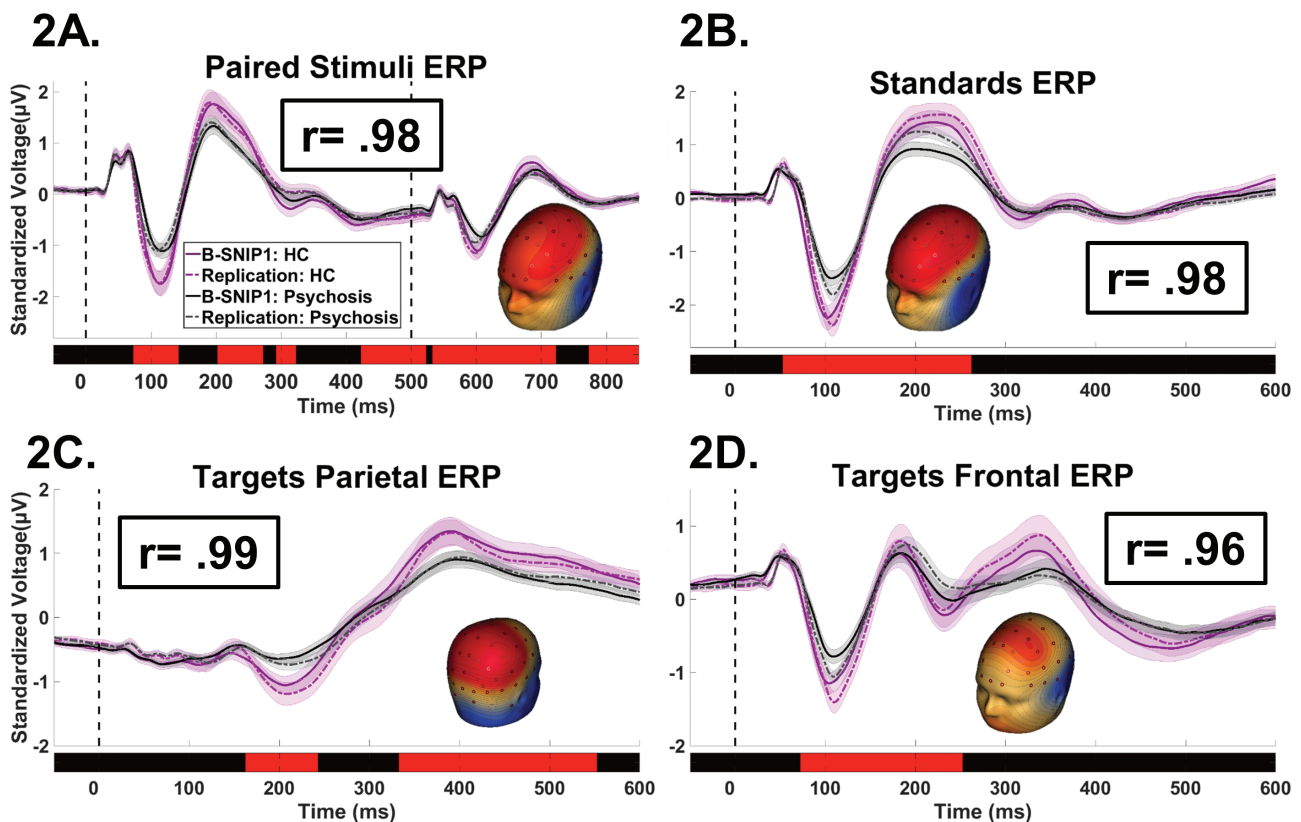 2A.
Paired Stimuli ERP
Standardized Voltage(µV)
2
1
0
-1
-2
r= .98
B-SNIP1: HC
Replication: HC
B-SNIP1: Psychosis
Replication: Psychosis
0 100 200 300 400 500 600 700 800
Time (ms)
2B.
Standards ERP
2
1
0
-1
-2
r= .98
0 100 200 300 400 500 600
Time (ms)
2C.
Targets Parietal ERP
Standardized Voltage(µV)
2
1
0
-1
-2
r= .99
0 100 200 300 400 500 600
Time (ms)
2D.
Targets Frontal ERP
1
0
-1
-2
r= .96
0 100 200 300 400 500 600
Time (ms)